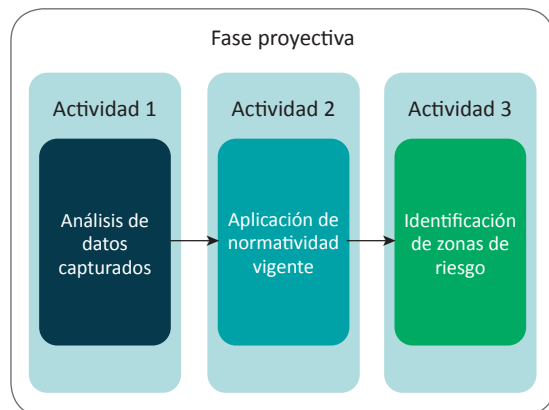 Fase proyectiva
Actividad 1
Actividad 2
Actividad 3
Análisis de
datos
capturados
Aplicación de
normatividad
vigente
Identificación
de zonas de
riesgo